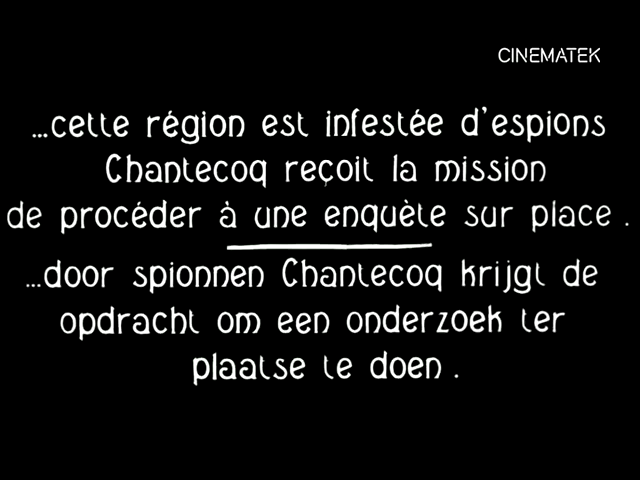 CINEMATEK
...cette région est infestée d'espions
Chantecoq reçoit la mission
de procéder à une enquête sur place .
...door spionnen Chantecoq krijgt de
opdracht om een onderzoek ter
plaatse te doen .